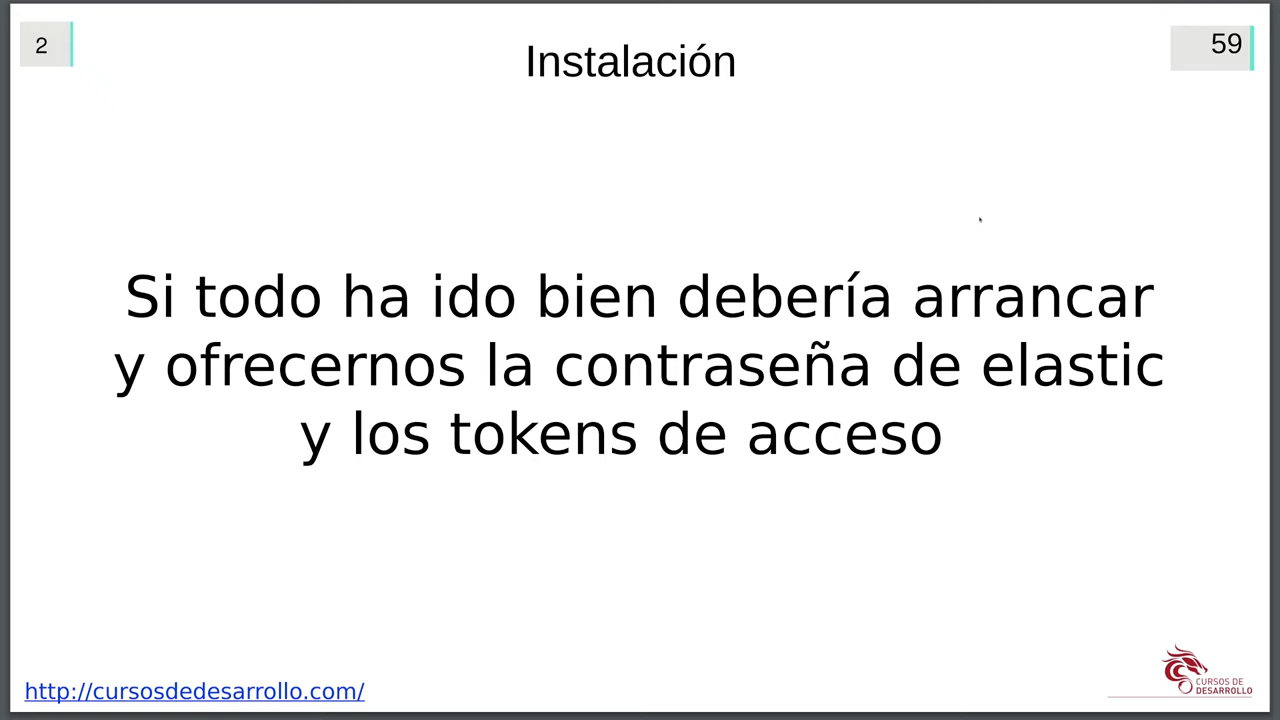 2
Instalación
59
Si todo ha ido bien debería arrancar
y ofrecernos la contraseña de elastic
y los tokens de acceso
http://cursosdedesarrollo.com/
CURSOS DE
DESARROLLO